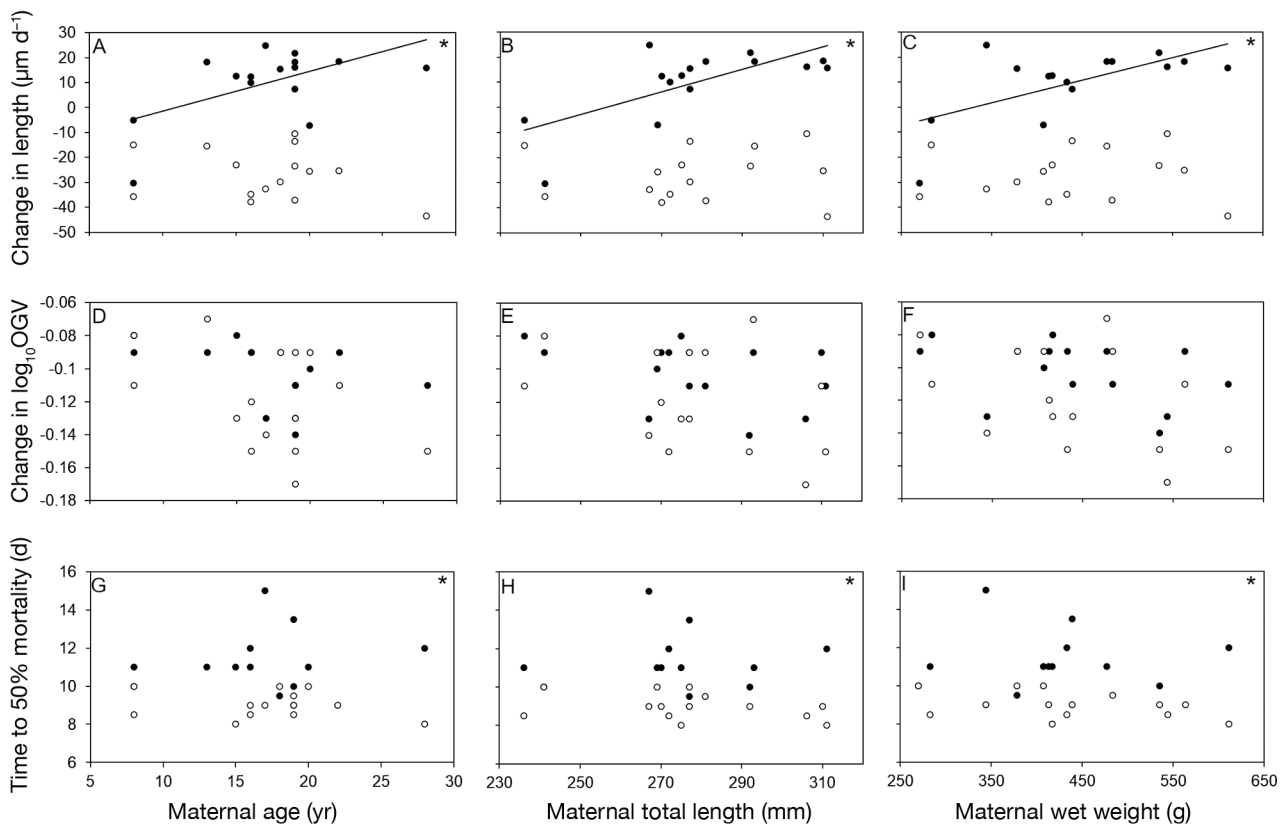 Change in length (µm d⁻¹)
30
20
10
0
-10
-20
-30
-40
-50
A
*
B
*
C
*
Change in log₁₀OGV
-0.06
-0.08
-0.1
-0.12
-0.14
-0.16
-0.18
D
E
F
Time to 50% mortality (d)
16
14
12
10
8
6
G
*
H
*
I
*
5 10 15 20 25 30
230 250 270 290 310
250 350 450 550 650
Maternal age (yr)
Maternal total length (mm)
Maternal wet weight (g)